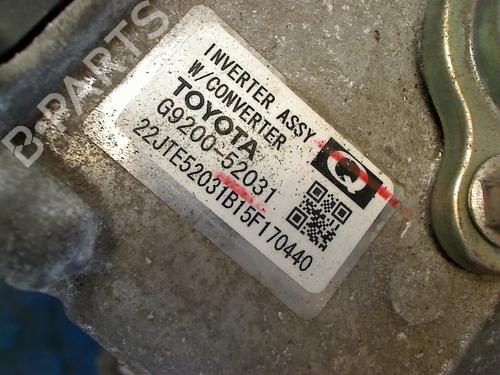 B-PARTS
INVERTER ASSY
W/CONVERTER
TOYOTA
G9200-52031
22JTE52031B15F170440
Q